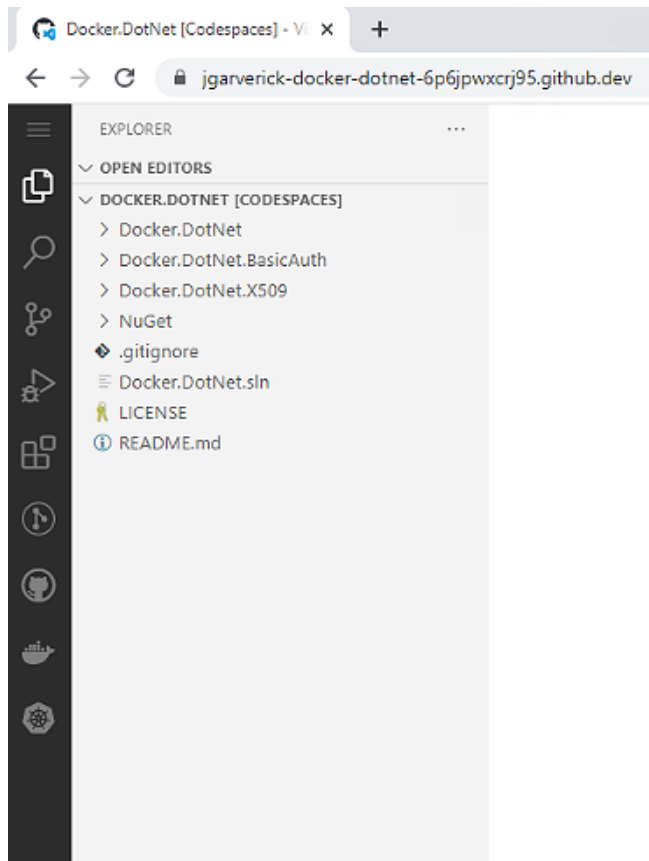 Docker.DotNet [Codespaces] - Vi
jgarverick-docker-dotnet-6p6jpwxcrj95.github.dev
EXPLORER
OPEN EDITORS
DOCKER.DOTNET [CODESPACES]
Docker.DotNet
Docker.DotNet.BasicAuth
Docker.DotNet.X509
NuGet
.gitignore
Docker.DotNet.sln
LICENSE
README.md